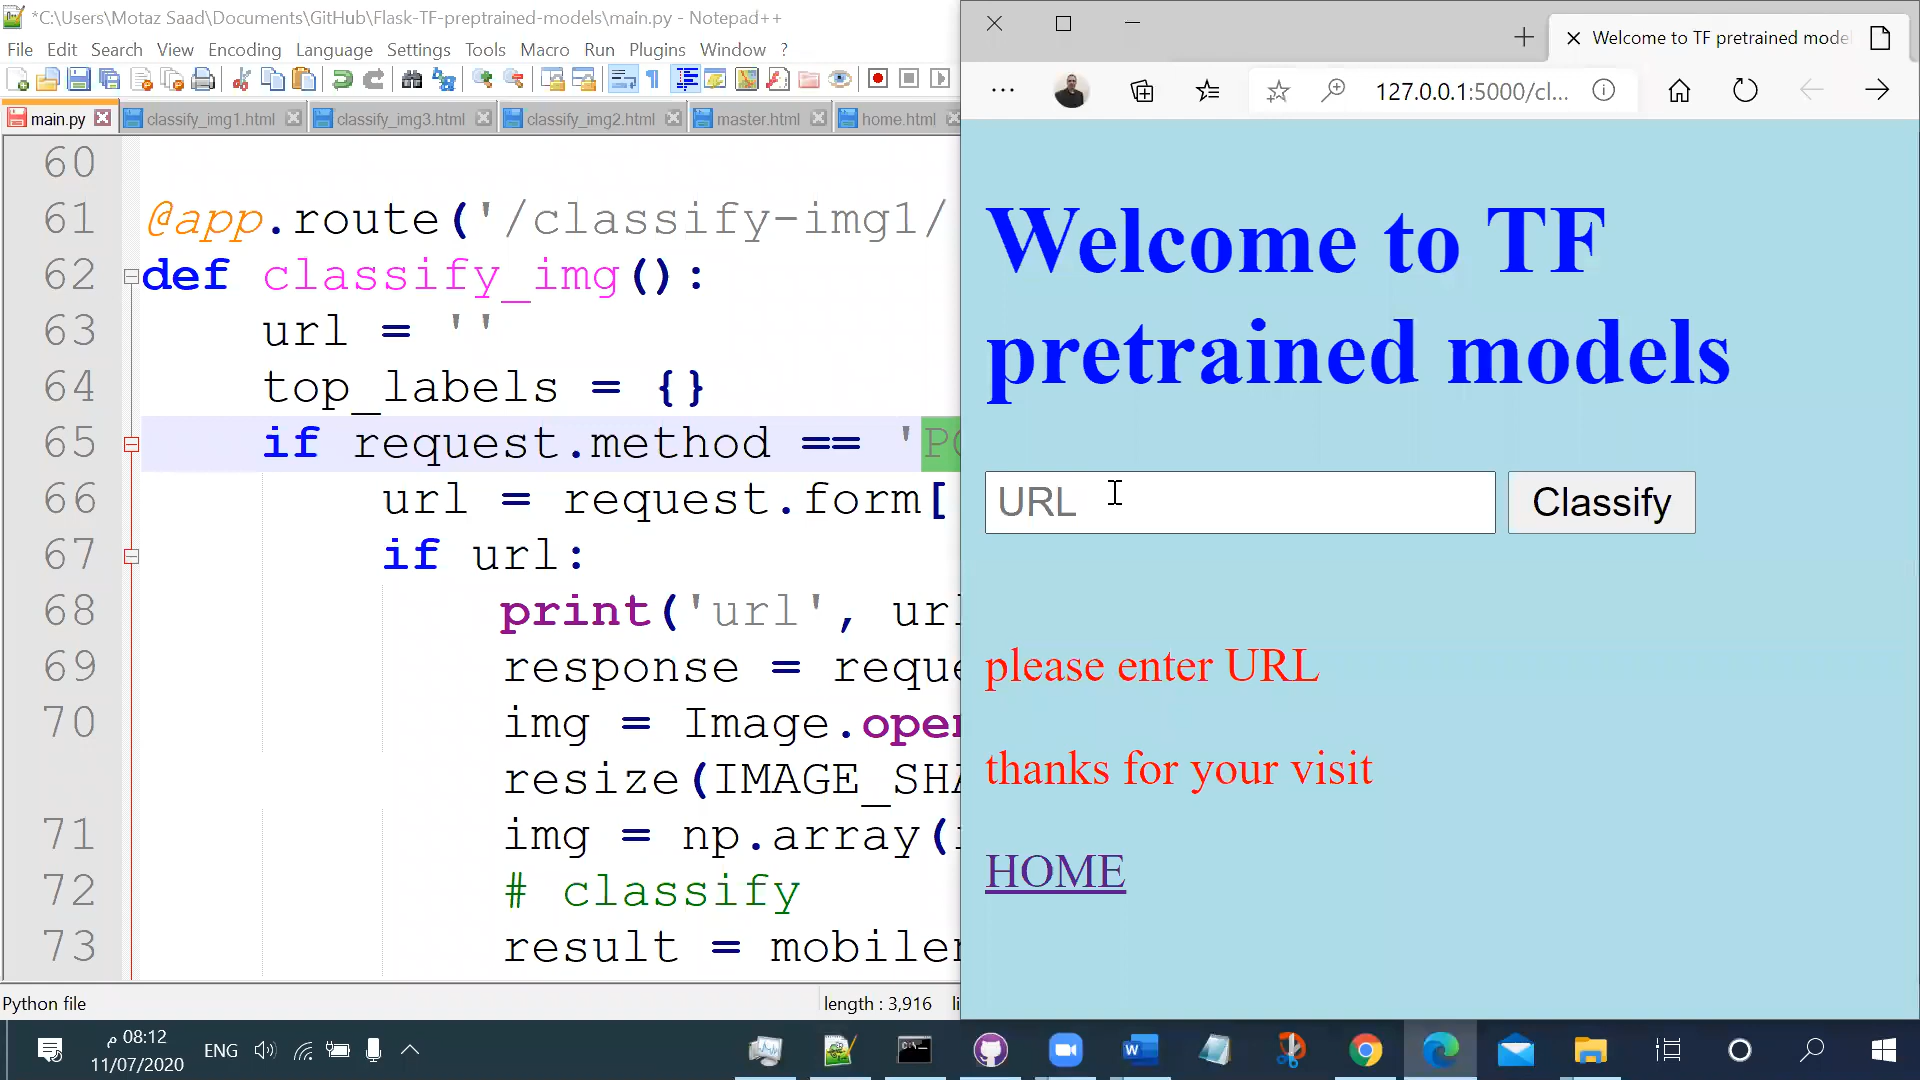 *C:\Users\Motaz Saad\Documents\GitHub\Flask-TF-preptrained-models\main.py - Notepad++
File Edit Search View Encoding Language Settings Tools Macro Run Plugins Window ?
main.py classify_img1.html classify_img3.html classify_img2.html master.html home.html
60
61 @app.route('/classify-img1/
62 def classify_img():
63 url = ''
64 top_labels = {}
65 if request.method == 'PO
66 url = request.form[
67 if url:
68 print('url', url
69 response = reque
70 img = Image.open
resize(IMAGE_SHA
71 img = np.array(
72 # classify
73 result = mobilen
Python file length : 3,916 li
Welcome to TF pretrained mode
127.0.0.1:5000/cl...
Welcome to TF
pretrained models
URL Classify
please enter URL
thanks for your visit
HOME
08:12 م
ENG
11/07/2020